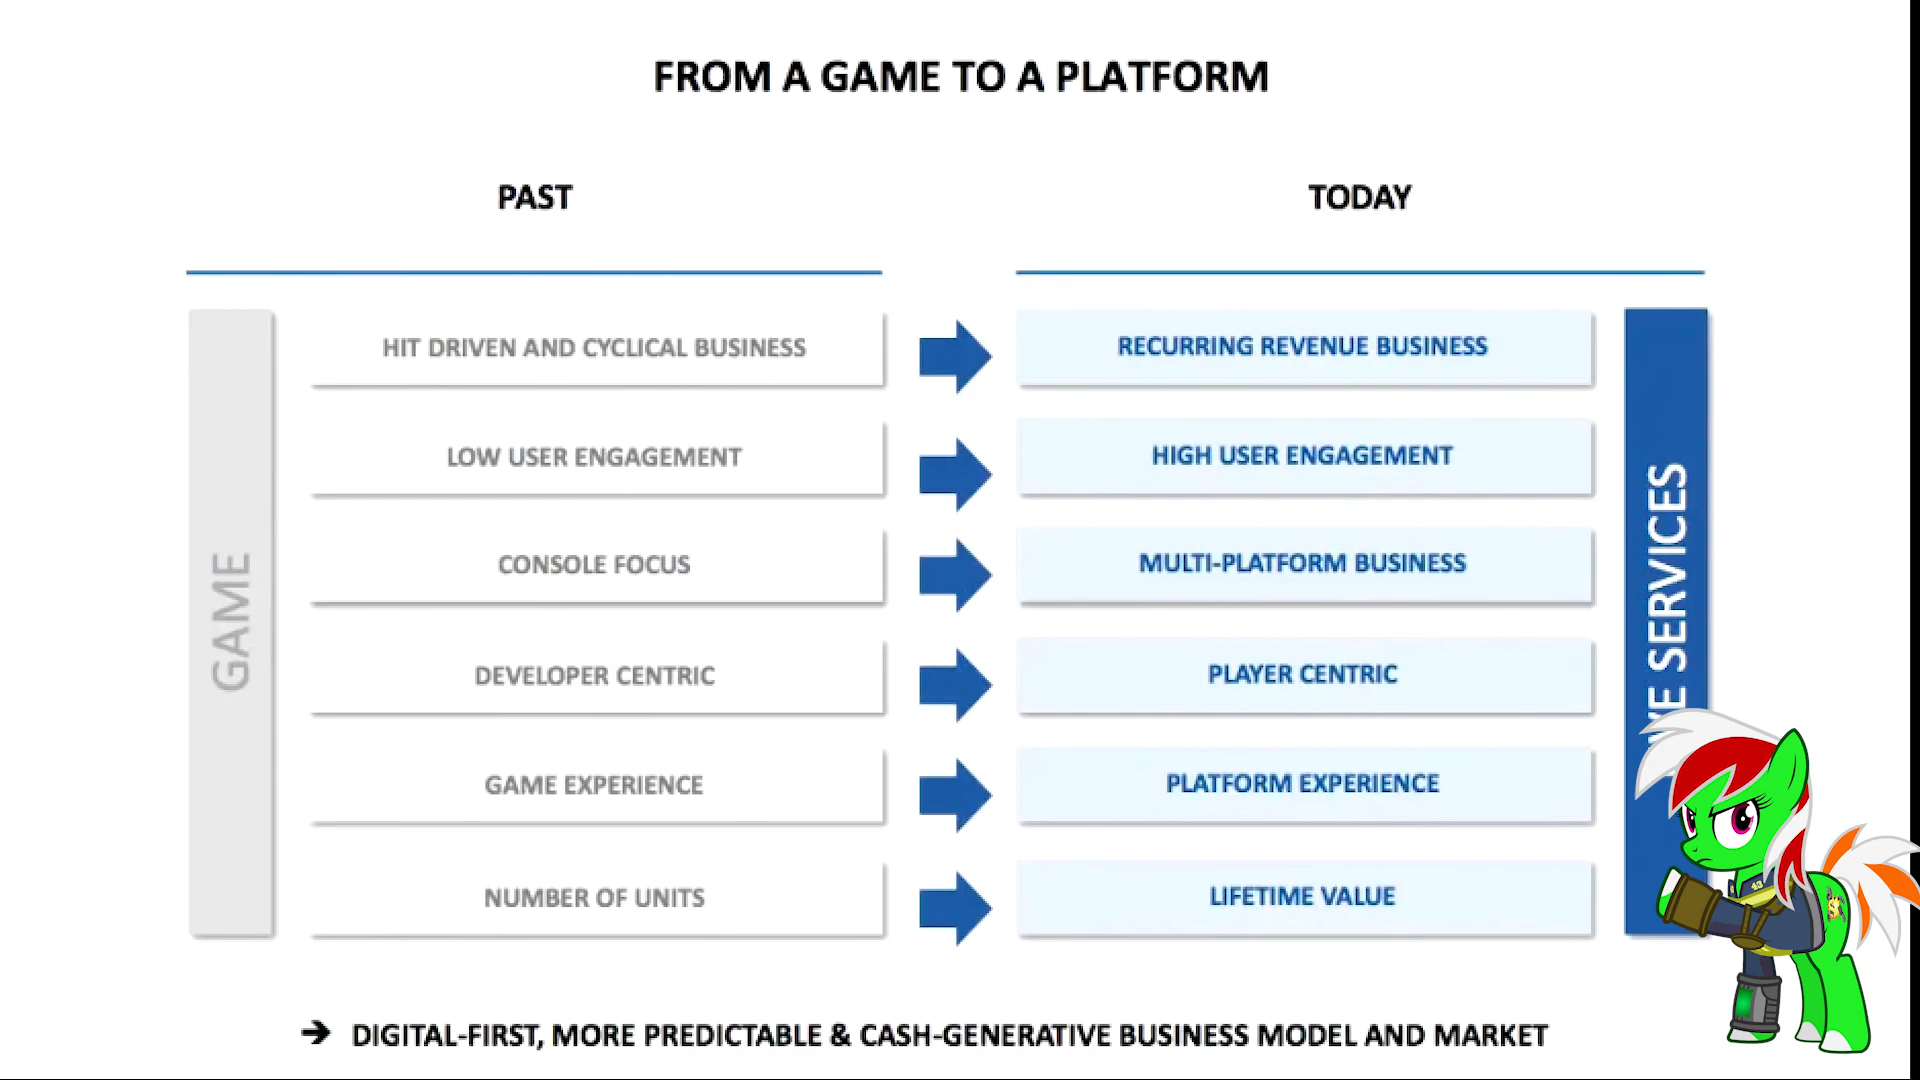 FROM A GAME TO A PLATFORM
PAST
TODAY
GAME
HIT DRIVEN AND CYCLICAL BUSINESS
RECURRING REVENUE BUSINESS
LOW USER ENGAGEMENT
HIGH USER ENGAGEMENT
CONSOLE FOCUS
MULTI-PLATFORM BUSINESS
DEVELOPER CENTRIC
PLAYER CENTRIC
GAME EXPERIENCE
PLATFORM EXPERIENCE
NUMBER OF UNITS
LIFETIME VALUE
SERVICES
➔ DIGITAL-FIRST, MORE PREDICTABLE & CASH-GENERATIVE BUSINESS MODEL AND MARKET